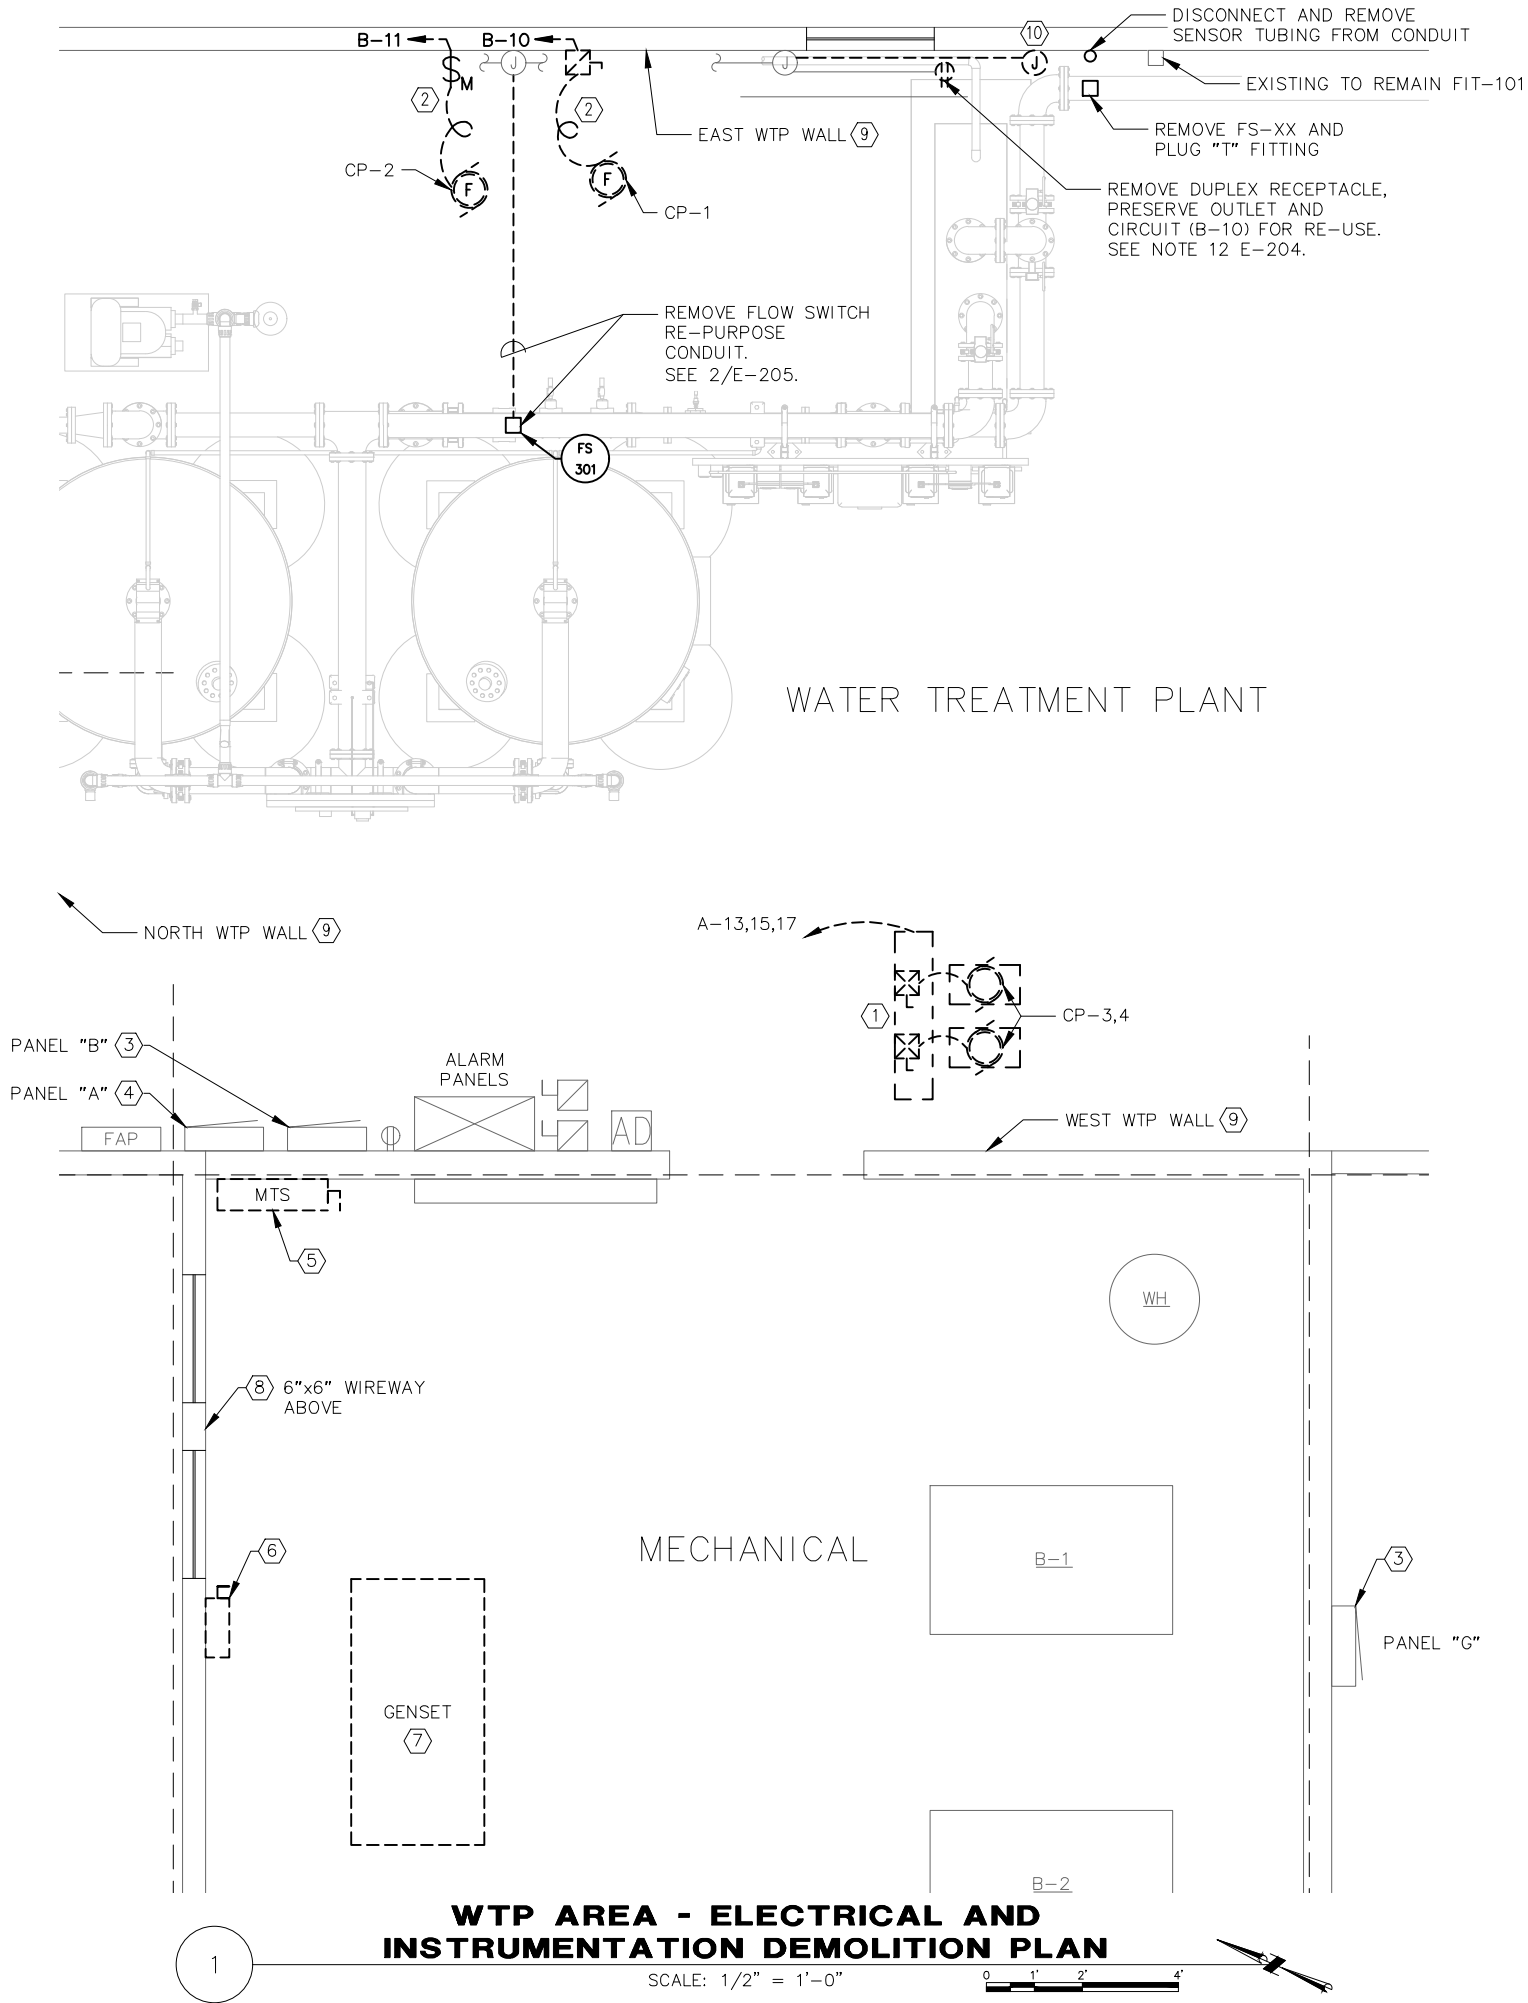 DISCONNECT AND REMOVE
SENSOR TUBING FROM CONDUIT
B-11
B-10
10
J
J
J
M
2
2
EXISTING TO REMAIN FIT-101
EAST WTP WALL 9
REMOVE FS-XX AND
PLUG "T" FITTING
CP-2
F
F
CP-1
REMOVE DUPLEX RECEPTACLE,
PRESERVE OUTLET AND
CIRCUIT (B-10) FOR RE-USE.
SEE NOTE 12 E-204.
REMOVE FLOW SWITCH
RE-PURPOSE
CONDUIT.
SEE 2/E-205.
FS
301
WATER TREATMENT PLANT
NORTH WTP WALL 9
A-13,15,17
1
CP-3,4
PANEL "B" 3
PANEL "A" 4
ALARM
PANELS
FAP
AD
WEST WTP WALL 9
MTS
5
WH
8 6"x6" WIREWAY
ABOVE
6
MECHANICAL
B-1
3
PANEL "G"
GENSET
7
B-2
WTP AREA - ELECTRICAL AND
INSTRUMENTATION DEMOLITION PLAN
1
SCALE: 1/2" = 1'-0"
0 1' 2' 4'